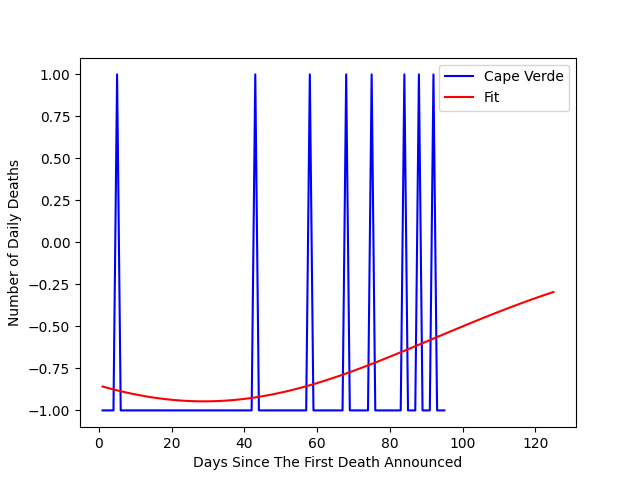 Cape Verde
Fit
1.00
0.75
0.50
0.25
0.00
−0.25
−0.50
−0.75
−1.00
Number of Daily Deaths
0 20 40 60 80 100 120
Days Since The First Death Announced